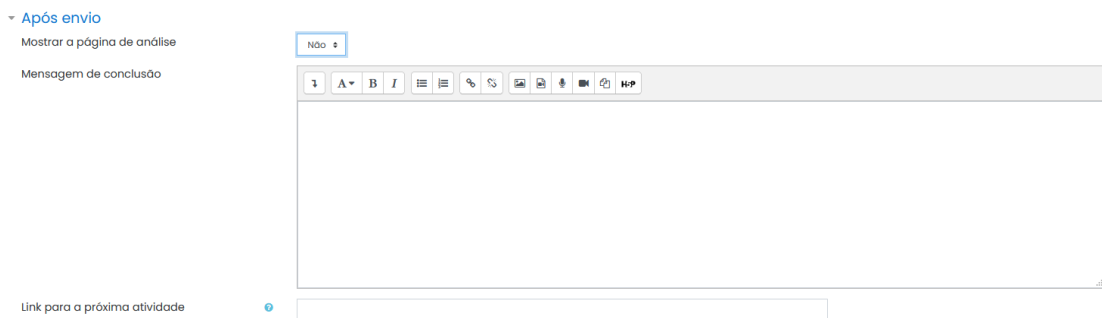 Após envio
Mostrar a página de análise
Não
Mensagem de conclusão
A B I H-P
Link para a próxima atividade